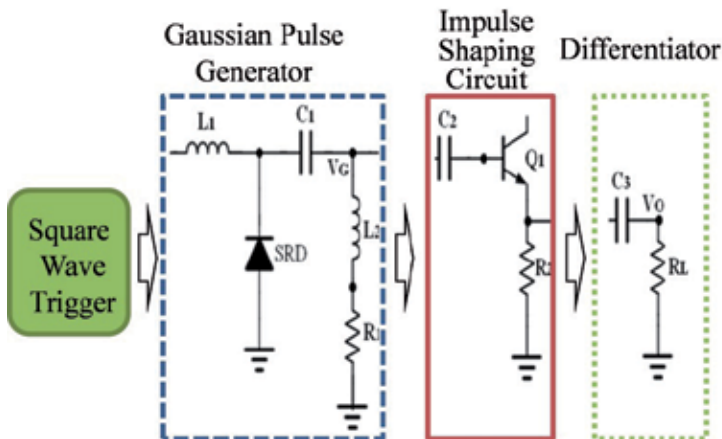 Gaussian Pulse
Generator
Impulse
Shaping
Circuit
Differentiator
Square
Wave
Trigger
L1
C1
VG
SRD
L2
R1
C2
Q1
R2
C3
VO
RL